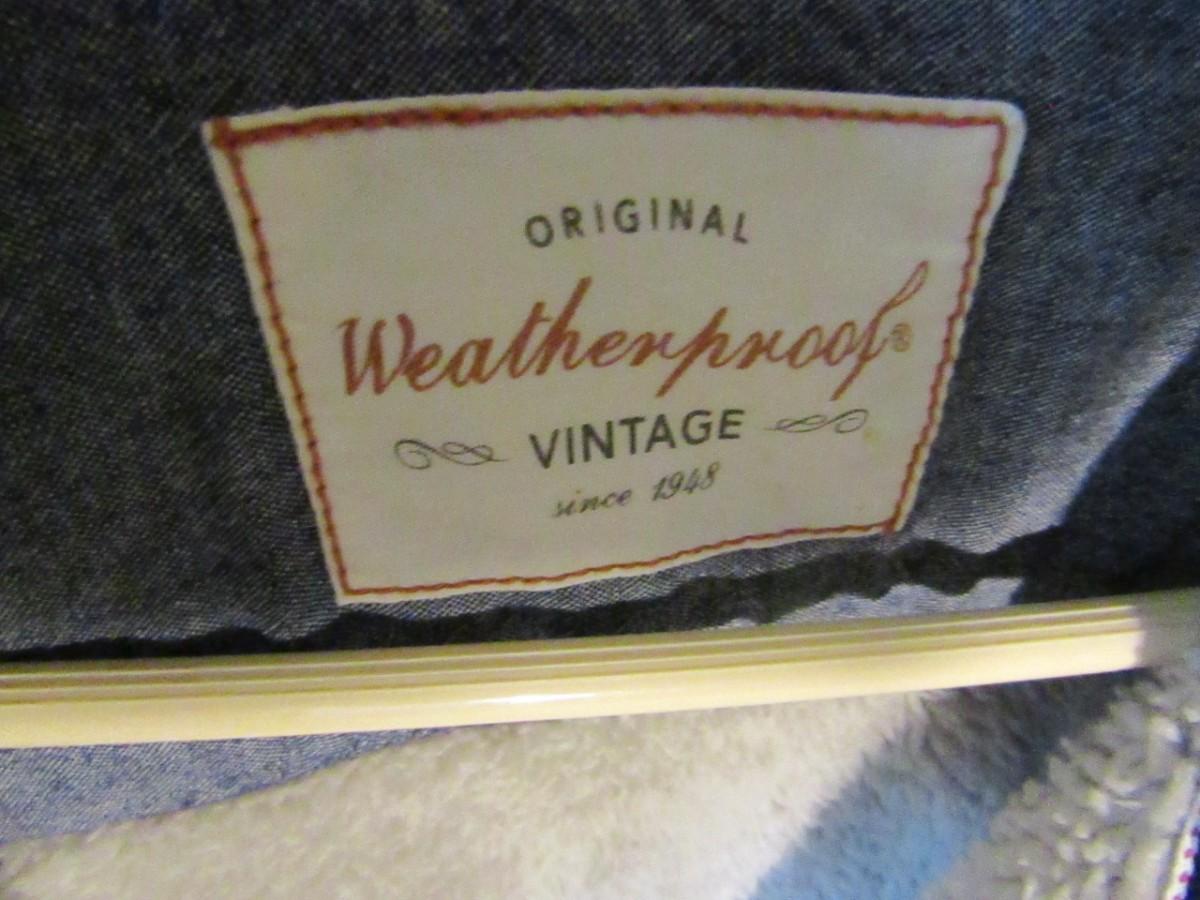 ORIGINAL
Weatherproof®
VINTAGE
since 1948